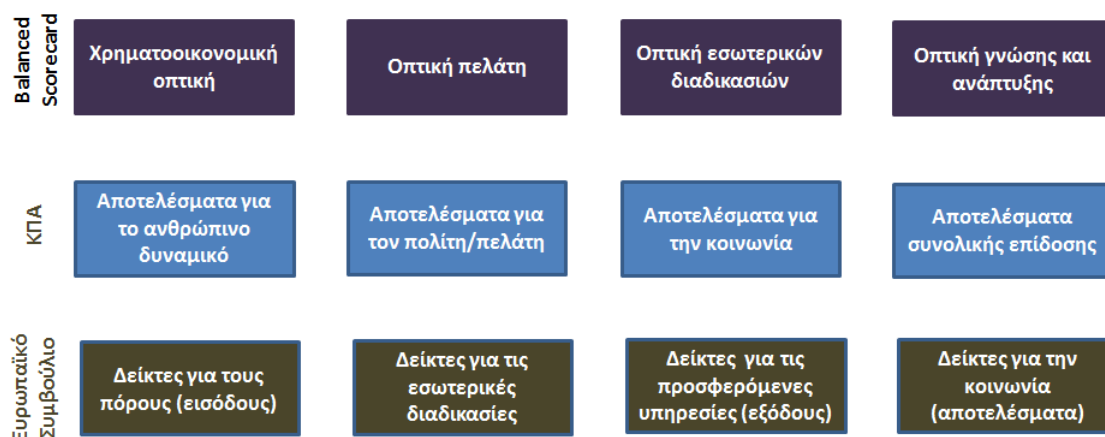 Balanced
Scorecard
Χρηματοοικονομική
οπτική
Οπτική πελάτη
Οπτική εσωτερικών
διαδικασιών
Οπτική γνώσης και
ανάπτυξης
ΚΠΑ
Αποτελέσματα για
το ανθρώπινο
δυναμικό
Αποτελέσματα για
τον πολίτη/πελάτη
Αποτελέσματα για
την κοινωνία
Αποτελέσματα
συνολικής επίδοσης
Ευρωπαϊκό
Συμβούλιο
Δείκτες για τους
πόρους (εισόδους)
Δείκτες για τις
εσωτερικές
διαδικασίες
Δείκτες για τις
προσφερόμενες
υπηρεσίες (εξόδους)
Δείκτες για την
κοινωνία
(αποτελέσματα)